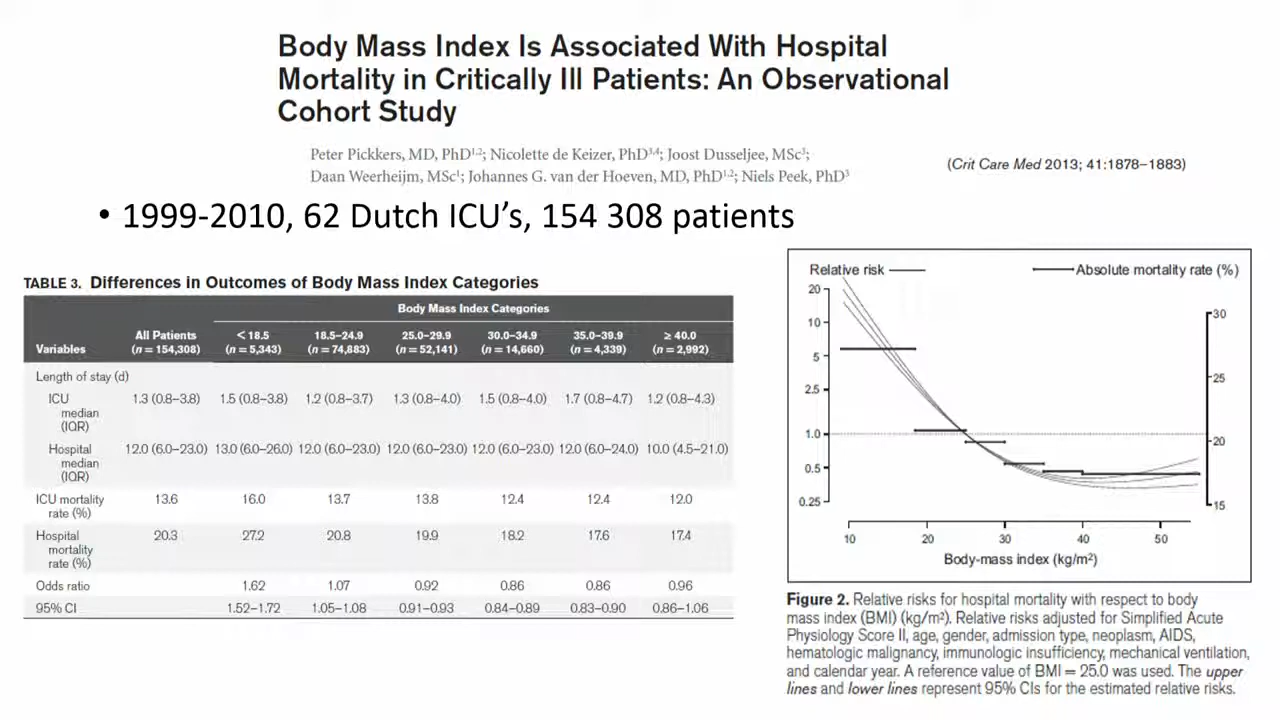 Body Mass Index Is Associated With Hospital
Mortality in Critically Ill Patients: An Observational
Cohort Study
Peter Pickkers, MD, PhD1,2; Nicolette de Keizer, PhD3,4; Joost Dusseljee, MSc3;
Daan Weerheijm, MSc1; Johannes G. van der Hoeven, MD, PhD1,2; Niels Peek, PhD3
(Crit Care Med 2013; 41:1878–1883)
• 1999-2010, 62 Dutch ICU’s, 154 308 patients
TABLE 3. Differences in Outcomes of Body Mass Index Categories
Body Mass Index Categories
All Patients < 18.5 18.5–24.9 25.0–29.9 30.0–34.9 35.0–39.9 ≥ 40.0
Variables (n = 154,308) (n = 5,343) (n = 74,883) (n = 52,141) (n = 14,660) (n = 4,339) (n = 2,992)
Length of stay (d)
ICU 1.3 (0.8–3.8) 1.5 (0.8–3.8) 1.2 (0.8–3.7) 1.3 (0.8–4.0) 1.5 (0.8–4.0) 1.7 (0.8–4.7) 1.2 (0.8–4.3)
median
(IQR)
Hospital 12.0 (6.0–23.0) 13.0 (6.0–26.0) 12.0 (6.0–23.0) 12.0 (6.0–23.0) 12.0 (6.0–23.0) 12.0 (6.0–24.0) 10.0 (4.5–21.0)
median
(IQR)
ICU mortality 13.6 16.0 13.7 13.8 12.4 12.4 12.0
rate (%)
Hospital 20.3 27.2 20.8 19.9 18.2 17.6 17.4
mortality
rate (%)
Odds ratio 1.62 1.07 0.92 0.86 0.86 0.96
95% CI 1.52–1.72 1.05–1.08 0.91–0.93 0.84–0.89 0.83–0.90 0.86–1.06
Relative risk Absolute mortality rate (%)
20
10
5
2.5
1.0
0.5
0.25
30
25
20
15
10 20 30 40 50
Body-mass index (kg/m²)
Figure 2. Relative risks for hospital mortality with respect to body
mass index (BMI) (kg/m²). Relative risks adjusted for Simplified Acute
Physiology Score II, age, gender, admission type, neoplasm, AIDS,
hematologic malignancy, immunologic insufficiency, mechanical ventilation,
and calendar year. A reference value of BMI = 25.0 was used. The upper
lines and lower lines represent 95% CIs for the estimated relative risks.